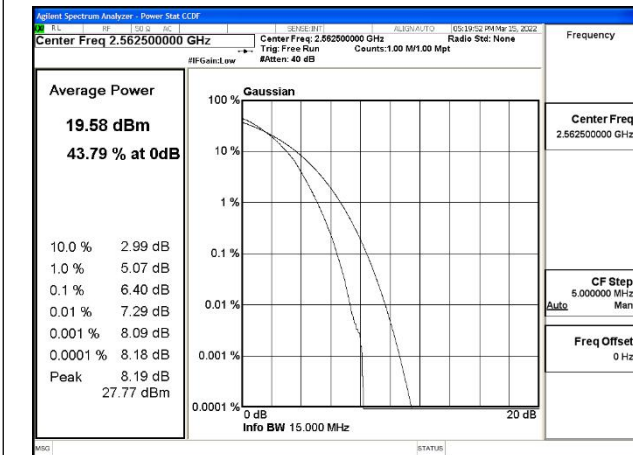 Agilent Spectrum Analyzer - Power Stat CCDF
RL RF 50 Ω AC SENSE:INT ALIGN AUTO 05:19:52 PM Mar 15, 2022
Center Freq 2.562500000 GHz
Center Freq: 2.562500000 GHz Radio Std: None
Trig: Free Run Counts:1.00 M/1.00 Mpt
#IFGain:Low #Atten: 40 dB
Frequency
Average Power
19.58 dBm
43.79 % at 0dB
10.0 % 2.99 dB
1.0 % 5.07 dB
0.1 % 6.40 dB
0.01 % 7.29 dB
0.001 % 8.09 dB
0.0001 % 8.18 dB
Peak 8.19 dB
27.77 dBm
Gaussian
100 %
10 %
1 %
0.1 %
0.01 %
0.001 %
0.0001 %
0 dB 20 dB
Info BW 15.000 MHz
Center Freq
2.562500000 GHz
CF Step
5.000000 MHz
Auto Man
Freq Offset
0 Hz
MSG STATUS